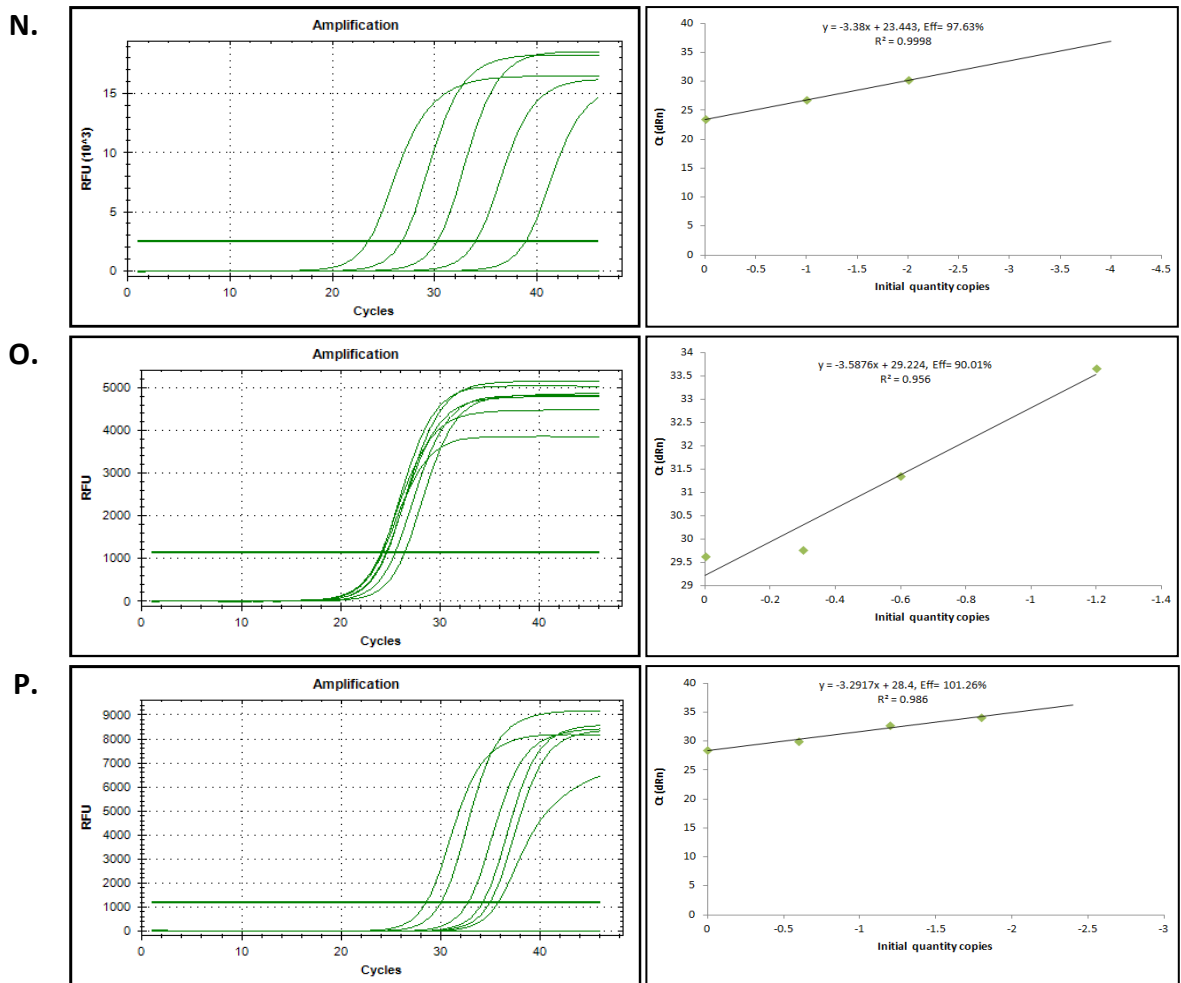 N.
Amplification
RFU (10^3)
15
10
5
0
0 10 20 30 40
Cycles
y = -3.38x + 23.443, Eff= 97.63%
R² = 0.9998
Ct (dRn)
40
35
30
25
20
15
10
5
0
0 -0.5 -1 -1.5 -2 -2.5 -3 -3.5 -4 -4.5
Initial quantity copies
O.
Amplification
RFU
5000
4000
3000
2000
1000
0
0 20 40
Cycles
y = -3.5876x + 29.224, Eff= 90.01%
R² = 0.956
Ct (dRn)
34
33.5
33
32.5
32
31.5
31
30.5
30
29.5
29
0 -0.2 -0.4 -0.6 -0.8 -1 -1.2 -1.4
Initial quantity copies
P.
Amplification
RFU
9000
8000
7000
6000
5000
4000
3000
2000
1000
0
0 20 40
Cycles
y = -3.2917x + 28.4, Eff= 101.26%
R² = 0.986
Ct (dRn)
40
35
30
25
20
15
10
5
0
0 -0.5 -1 -1.5 -2 -2.5 -3
Initial quantity copies